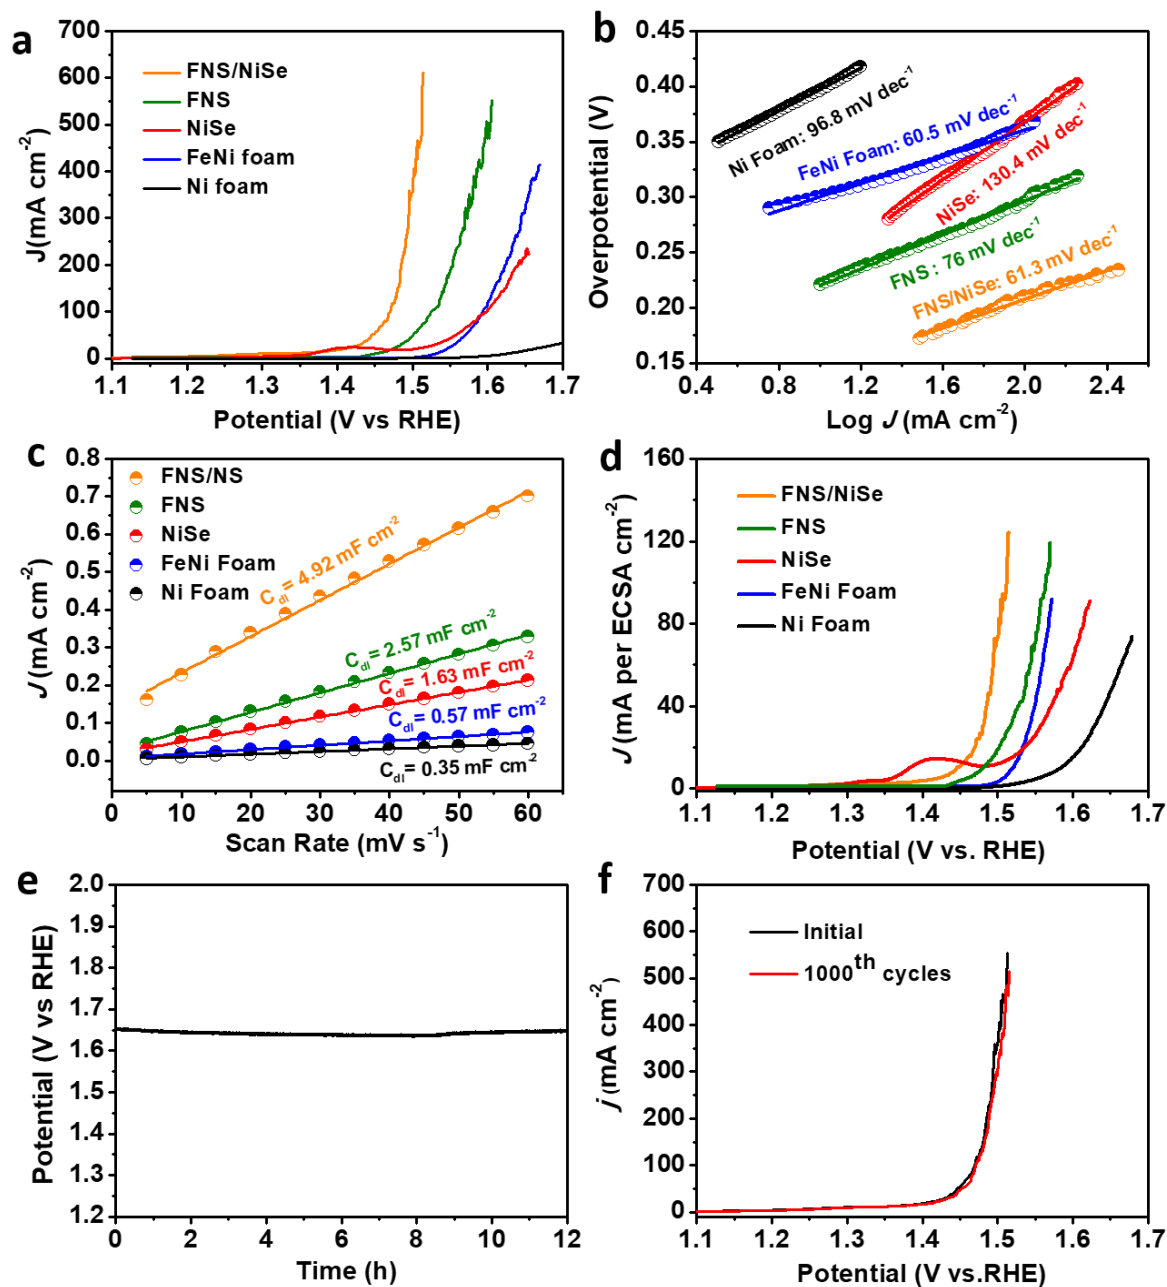 a
700
600
500
400
300
200
100
0
J(mA cm-2)
FNS/NiSe
FNS
NiSe
FeNi foam
Ni foam
1.1 1.2 1.3 1.4 1.5 1.6 1.7
Potential (V vs RHE)
b
0.45
0.35
0.25
0.15
Overpotential (V)
Ni Foam: 96.8 mV dec-1
FeNi Foam: 60.5 mV dec-1
NiSe: 130.4 mV dec-1
FNS : 76 mV dec-1
FNS/NiSe: 61.3 mV dec-1
0.4 0.8 1.2 1.6 2.0 2.4
Log J (mA cm-2)
c
0.8
0.7
0.6
0.5
0.4
0.3
0.2
0.1
0.0
J (mA cm-2)
FNS/NS
FNS
NiSe
FeNi Foam
Ni Foam
Cdl= 4.92 mF cm-2
Cdl= 2.57 mF cm-2
Cdl= 1.63 mF cm-2
Cdl= 0.57 mF cm-2
Cdl= 0.35 mF cm-2
0 10 20 30 40 50 60
Scan Rate (mV s-1)
d
160
120
80
40
0
J (mA per ECSA cm-2)
FNS/NiSe
FNS
NiSe
FeNi Foam
Ni Foam
1.1 1.2 1.3 1.4 1.5 1.6 1.7
Potential (V vs. RHE)
e
2.0
1.9
1.8
1.7
1.6
1.5
1.4
1.3
1.2
Potential (V vs RHE)
0 2 4 6 8 10 12
Time (h)
f
700
600
500
400
300
200
100
0
j (mA cm-2)
Initial
1000th cycles
1.1 1.2 1.3 1.4 1.5 1.6 1.7
Potential (V vs.RHE)